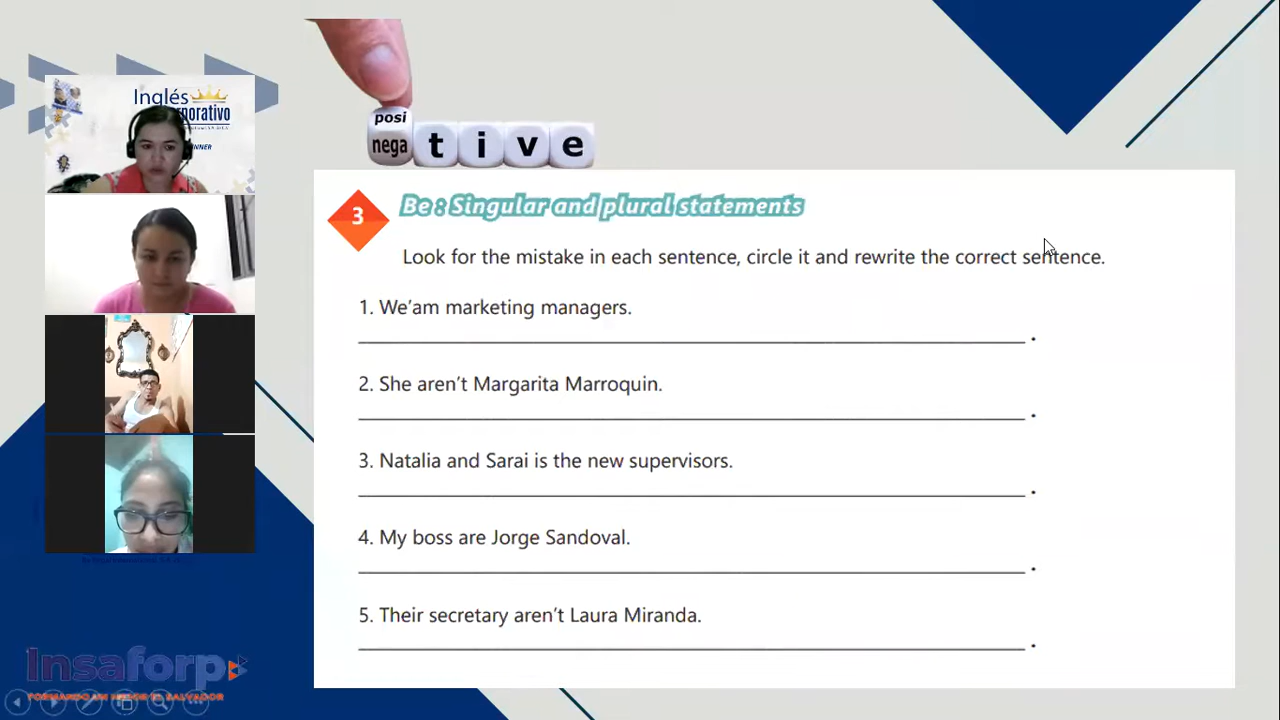 Inglés
rporativo
NNER
posi
nega t i v e
3
Be : Singular and plural statements
Look for the mistake in each sentence, circle it and rewrite the correct sentence.
1. We'am marketing managers.
2. She aren't Margarita Marroquin.
3. Natalia and Sarai is the new supervisors.
4. My boss are Jorge Sandoval.
5. Their secretary aren't Laura Miranda.
Insaforp